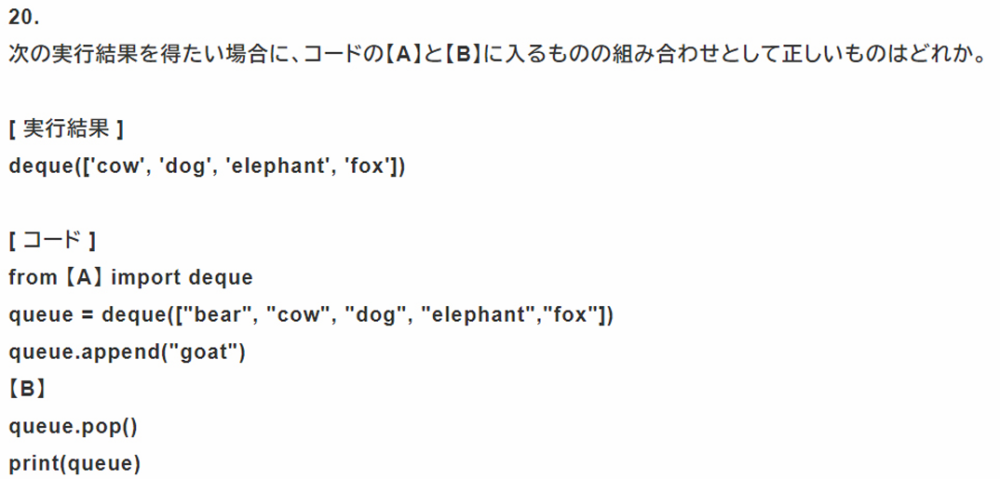 20.
次の実行結果を得たい場合に、コードの【A】と【B】に入るものの組み合わせとして正しいものはどれか。
[ 実行結果 ]
deque(['cow', 'dog', 'elephant', 'fox'])
[ コード ]
from 【A】 import deque
queue = deque(["bear", "cow", "dog", "elephant","fox"])
queue.append("goat")
【B】
queue.pop()
print(queue)